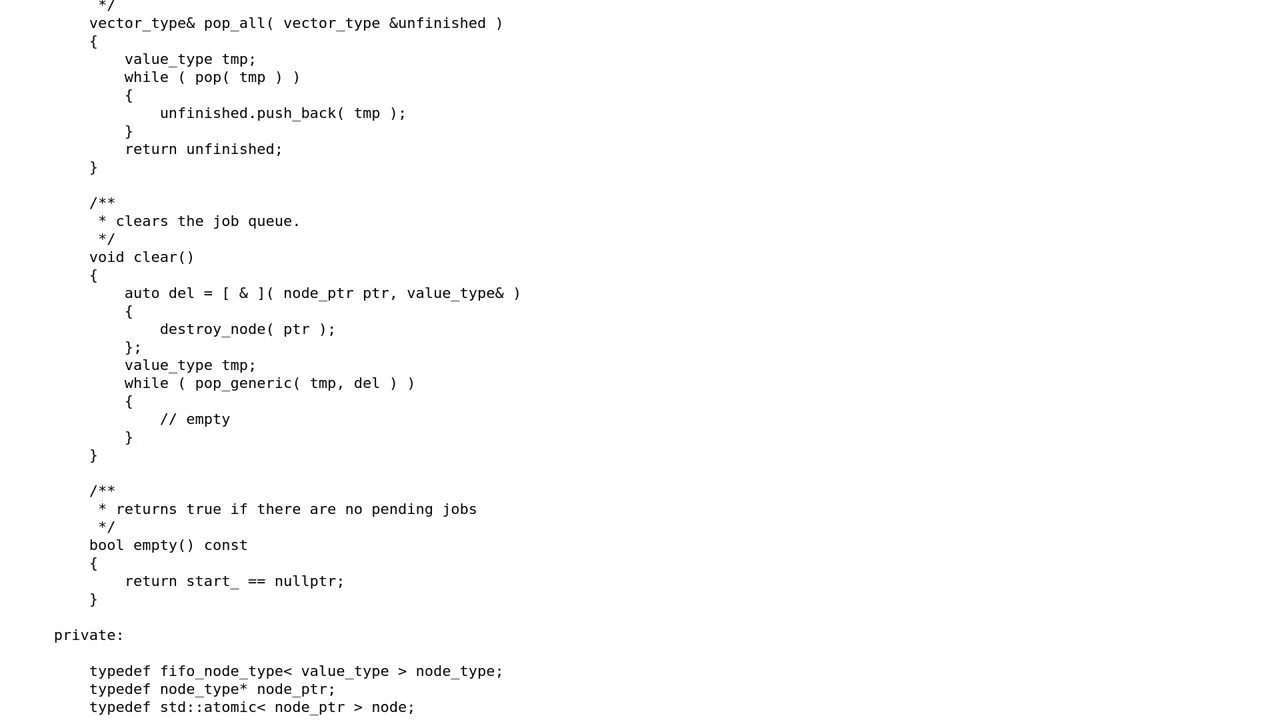 */
        vector_type& pop_all( vector_type &unfinished )
        {
            value_type tmp;
            while ( pop( tmp ) )
            {
                unfinished.push_back( tmp );
            }
            return unfinished;
        }

        /**
         * clears the job queue.
         */
        void clear()
        {
            auto del = [ & ]( node_ptr ptr, value_type& )
            {
                destroy_node( ptr );
            };
            value_type tmp;
            while ( pop_generic( tmp, del ) )
            {
                // empty
            }
        }

        /**
         * returns true if there are no pending jobs
         */
        bool empty() const
        {
            return start_ == nullptr;
        }

    private:

        typedef fifo_node_type< value_type > node_type;
        typedef node_type* node_ptr;
        typedef std::atomic< node_ptr > node;